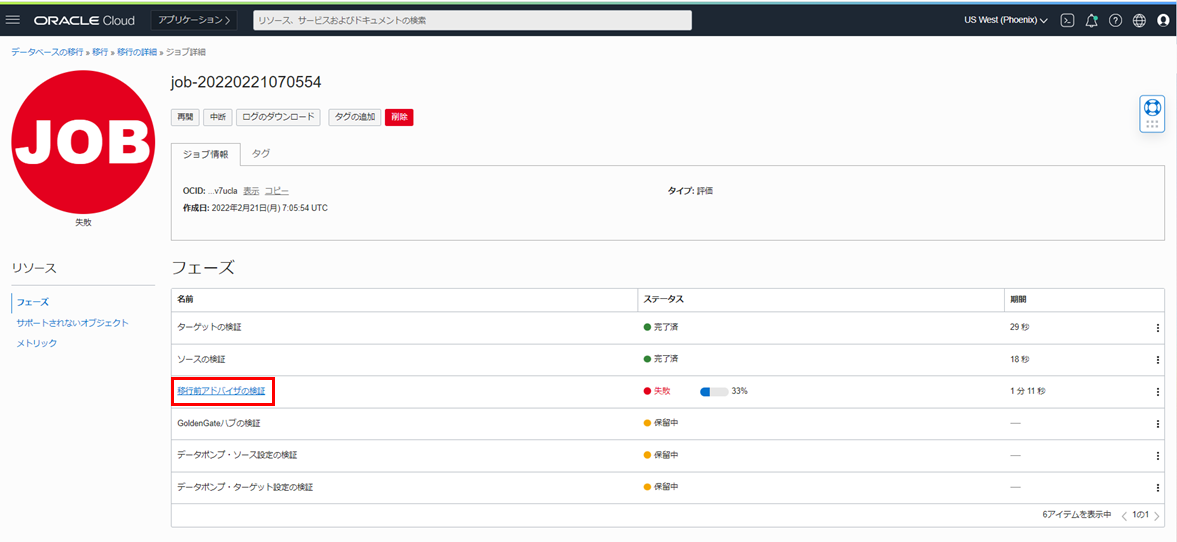 ORACLE Cloud アプリケーション リソース、サービスおよびドキュメントの検索 US West (Phoenix)
データベースの移行 » 移行 » 移行の詳細 » ジョブ詳細
JOB
失敗
job-20220221070554
再開 中断 ログのダウンロード タグの追加 削除
ジョブ情報 タグ
OCID: ...v7ucla 表示 コピー タイプ: 評価
作成日: 2022年2月21日(月) 7:05:54 UTC
リソース
フェーズ
サポートされないオブジェクト
メトリック
フェーズ
名前 ステータス 期間
ターゲットの検証 完了済 29 秒
ソースの検証 完了済 18 秒
移行前アドバイザの検証 失敗 33% 1 分 11 秒
GoldenGateハブの検証 保留中 —
データポンプ・ソース設定の検証 保留中 —
データポンプ・ターゲット設定の検証 保留中 —
6アイテムを表示中 1の1